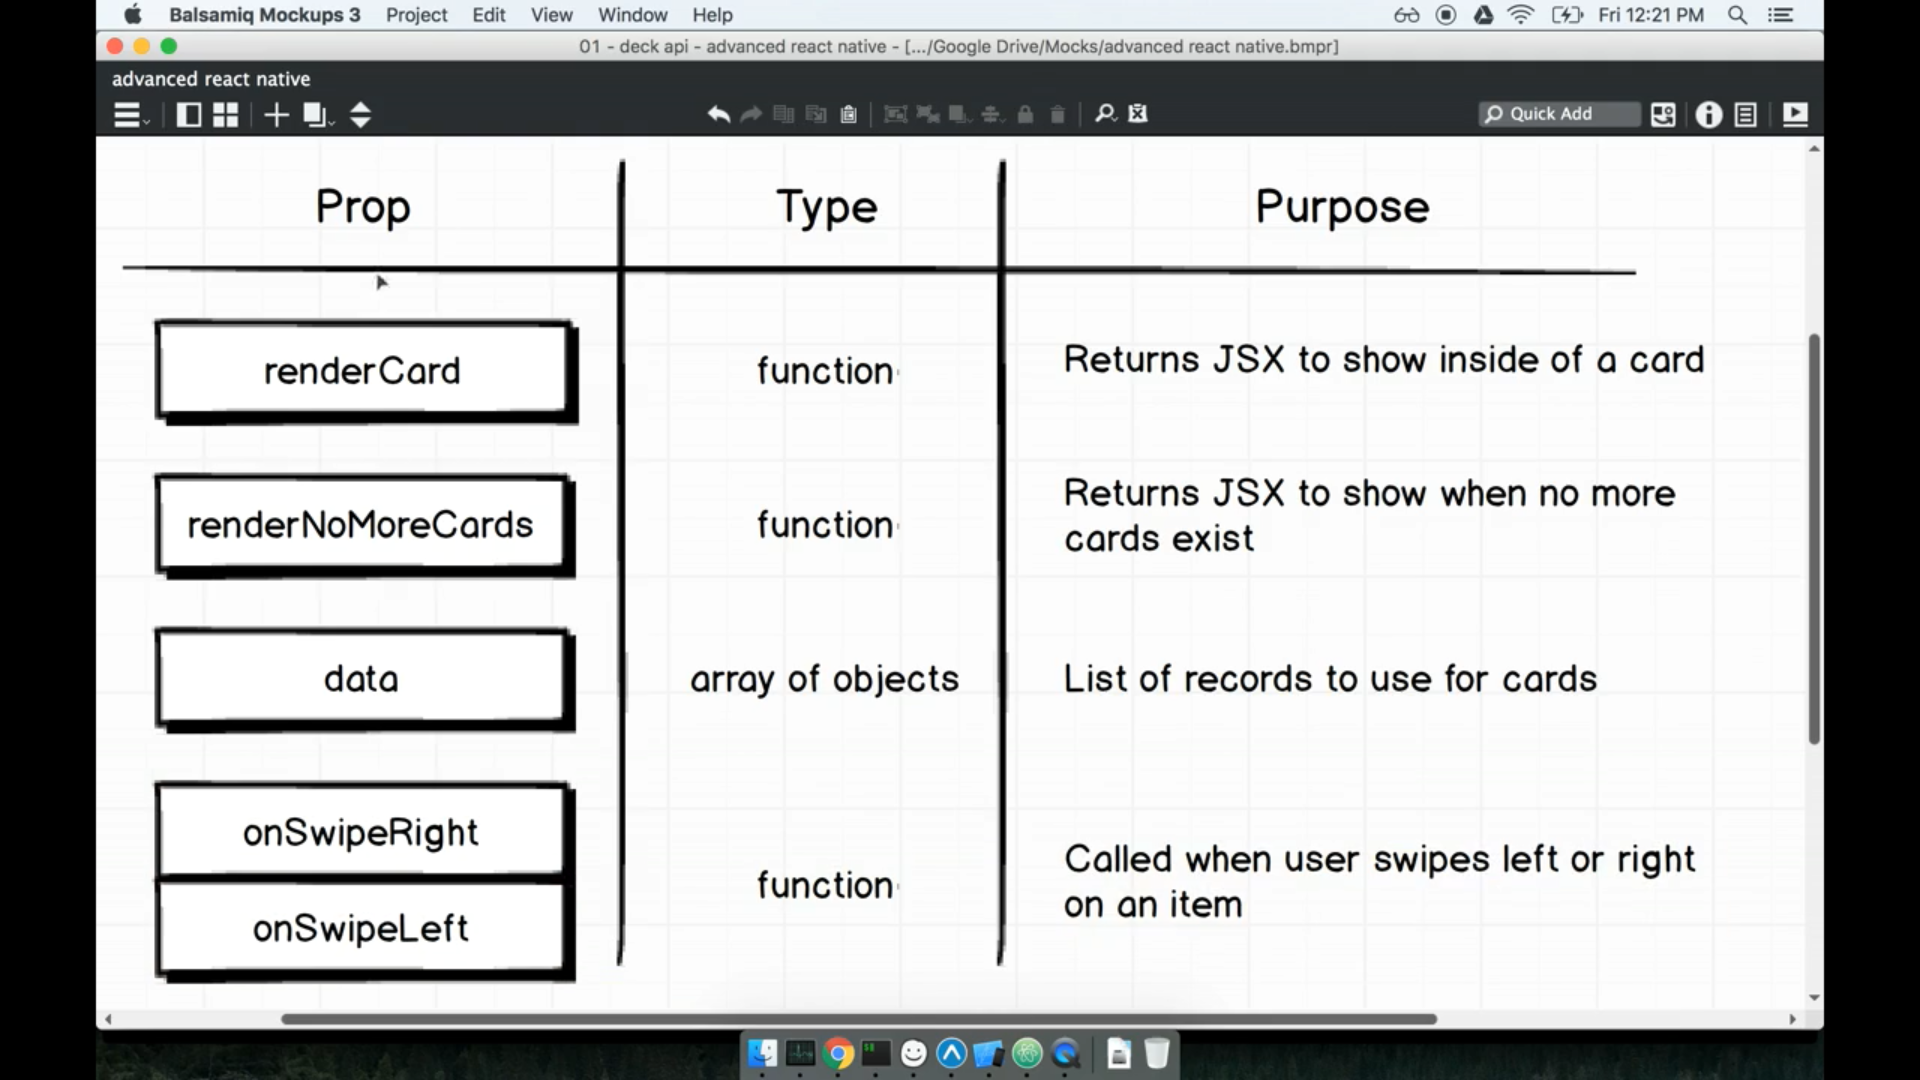 Balsamiq Mockups 3 Project Edit View Window Help Fri 12:21 PM
01 - deck api - advanced react native - [.../Google Drive/Mocks/advanced react native.bmpr]
advanced react native
Quick Add
Prop Type Purpose
renderCard function Returns JSX to show inside of a card
renderNoMoreCards function Returns JSX to show when no more
cards exist
data array of objects List of records to use for cards
onSwipeRight
onSwipeLeft
function
Called when user swipes left or right
on an item